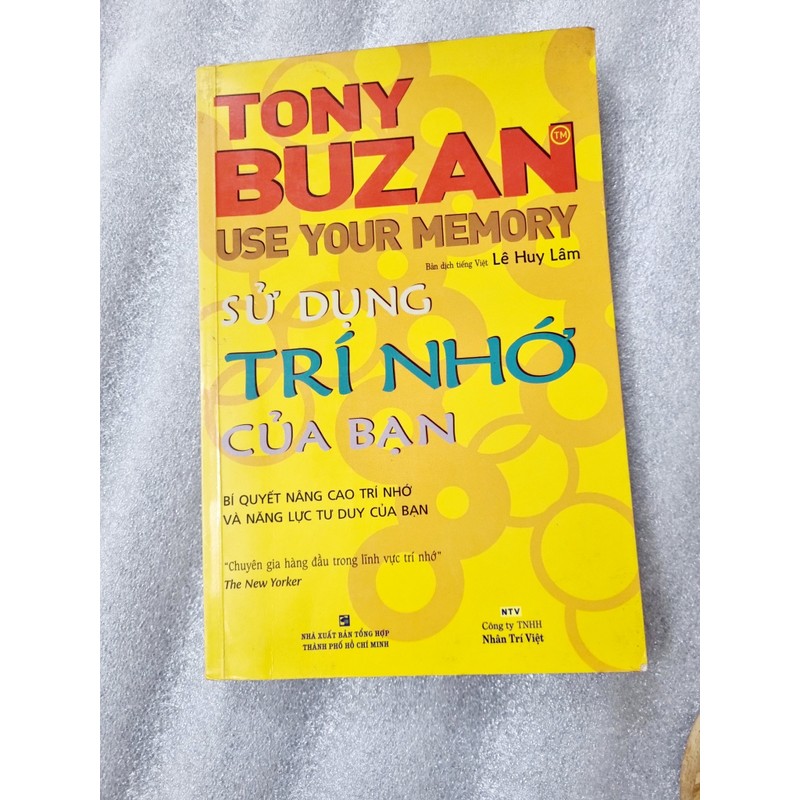 TONY
BUZAN TM
USE YOUR MEMORY
Bản dịch tiếng Việt Lê Huy Lâm
SỬ DỤNG
TRÍ NHỚ
CỦA BẠN
BÍ QUYẾT NÂNG CAO TRÍ NHỚ
VÀ NĂNG LỰC TƯ DUY CỦA BẠN
"Chuyên gia hàng đầu trong lĩnh vực trí nhớ"
The New Yorker
NHÀ XUẤT BẢN TỔNG HỢP
THÀNH PHỐ HỒ CHÍ MINH
NTV
Công ty TNHH
Nhân Trí Việt